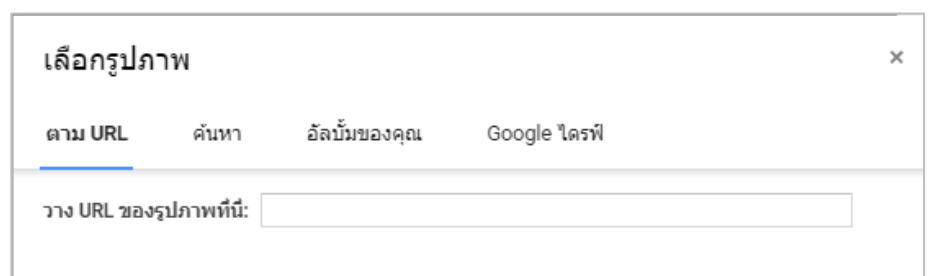 เลือกรูปภาพ ×
ตาม URL ค้นหา อัลบั้มของคุณ Google ไดรฟ์
วาง URL ของรูปภาพที่นี่: